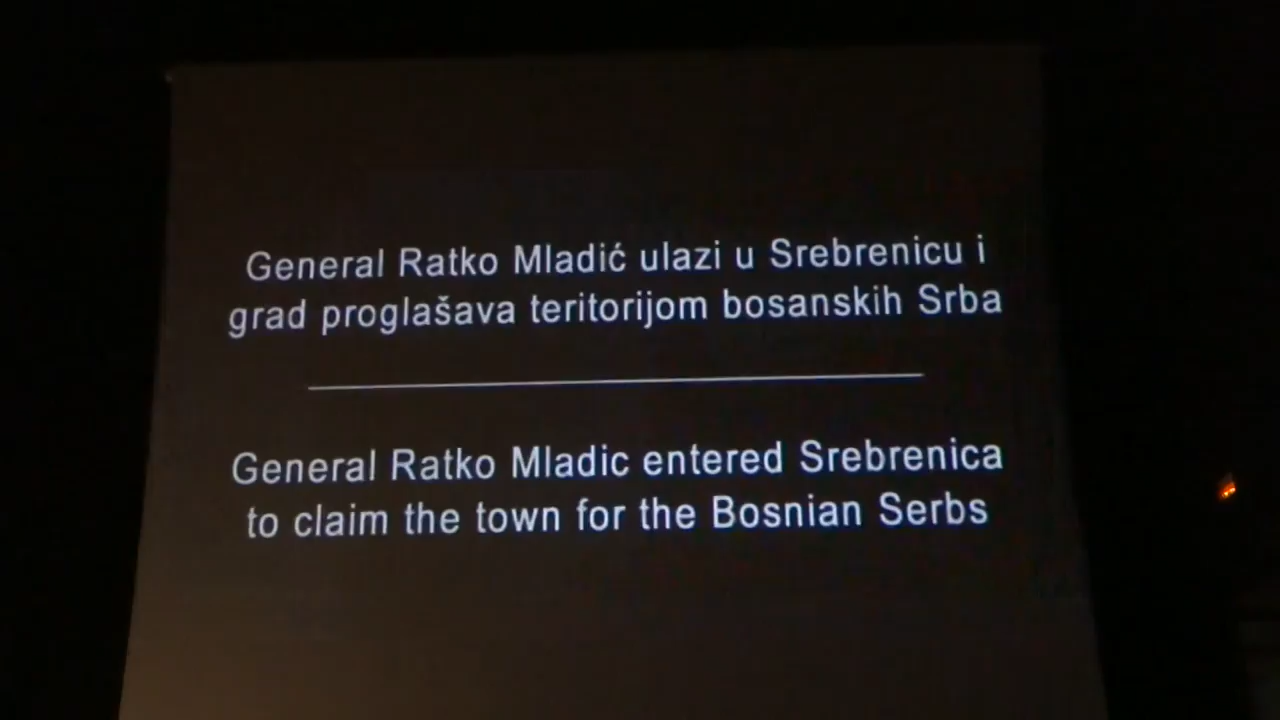 General Ratko Mladić ulazi u Srebrenicu i
grad proglašava teritorijom bosanskih Srba
General Ratko Mladic entered Srebrenica
to claim the town for the Bosnian Serbs